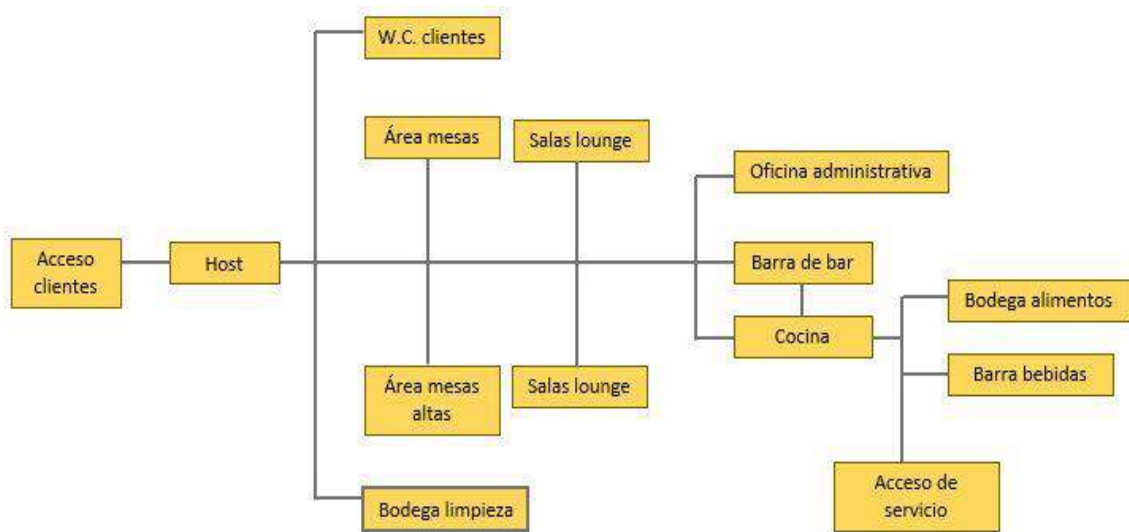 W.C. clientes
Área mesas
Salas lounge
Oficina administrativa
Acceso
clientes
Host
Barra de bar
Bodega alimentos
Cocina
Barra bebidas
Área mesas
altas
Salas lounge
Acceso de
servicio
Bodega limpieza